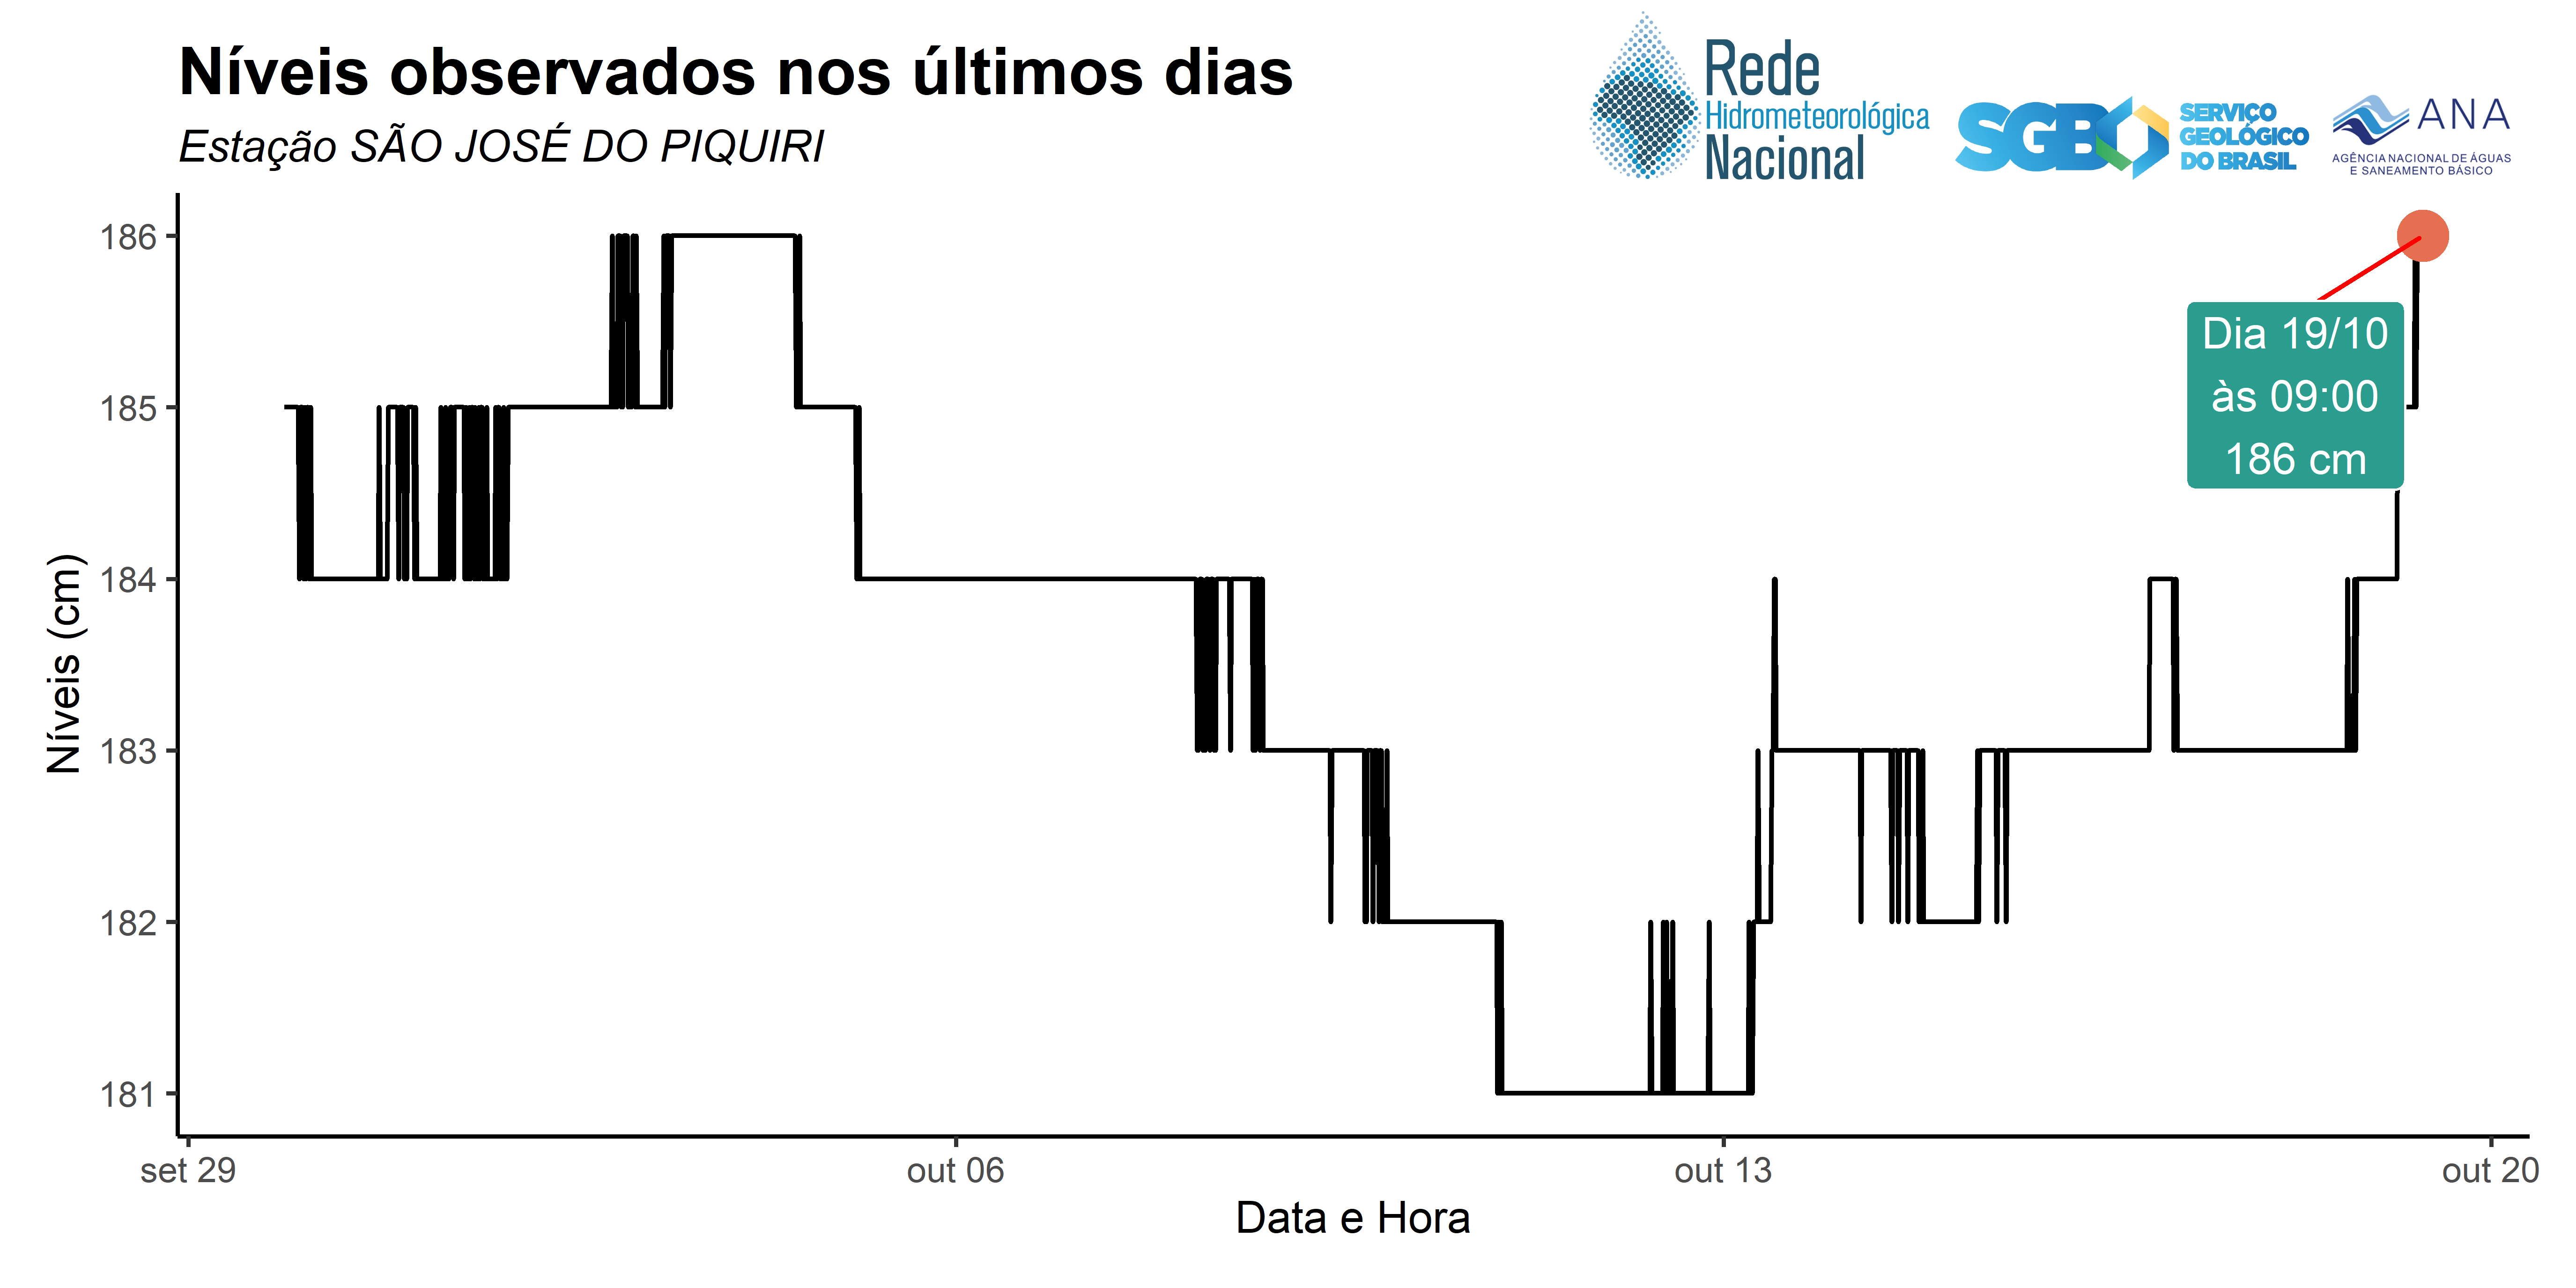 Níveis observados nos últimos dias
Estação SÃO JOSÉ DO PIQUIRI
Rede
Hidrometeorológica
Nacional
SGB
SERVIÇO
GEOLÓGICO
DO BRASIL
ANA
AGÊNCIA NACIONAL DE ÁGUAS
E SANEAMENTO BÁSICO
Níveis (cm)
186
185
184
183
182
181
Dia 19/10
às 09:00
186 cm
set 29
out 06
out 13
out 20
Data e Hora